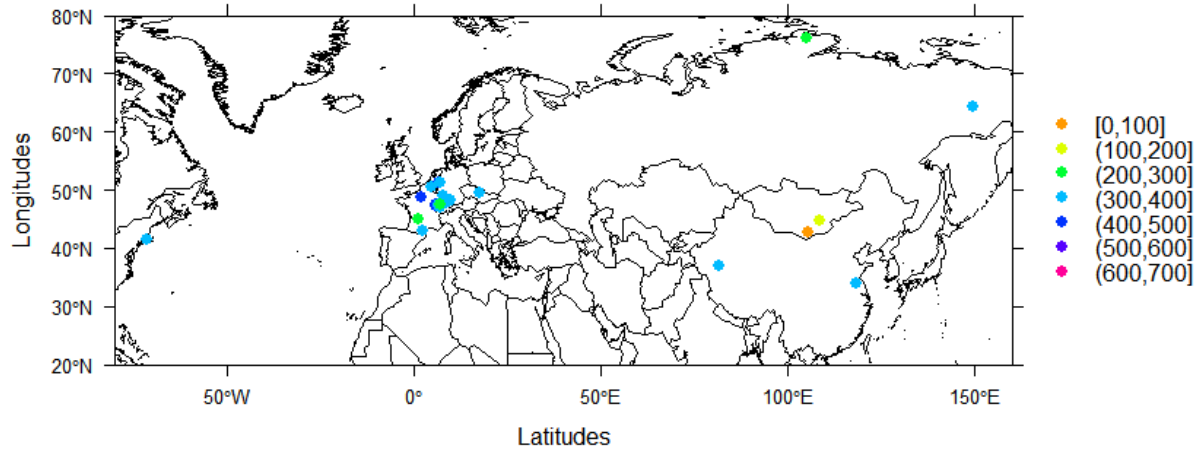 80°N
70°N
60°N
50°N
40°N
30°N
20°N
Longitudes
50°W
0°
50°E
100°E
150°E
Latitudes
[0,100]
(100,200]
(200,300]
(300,400]
(400,500]
(500,600]
(600,700]